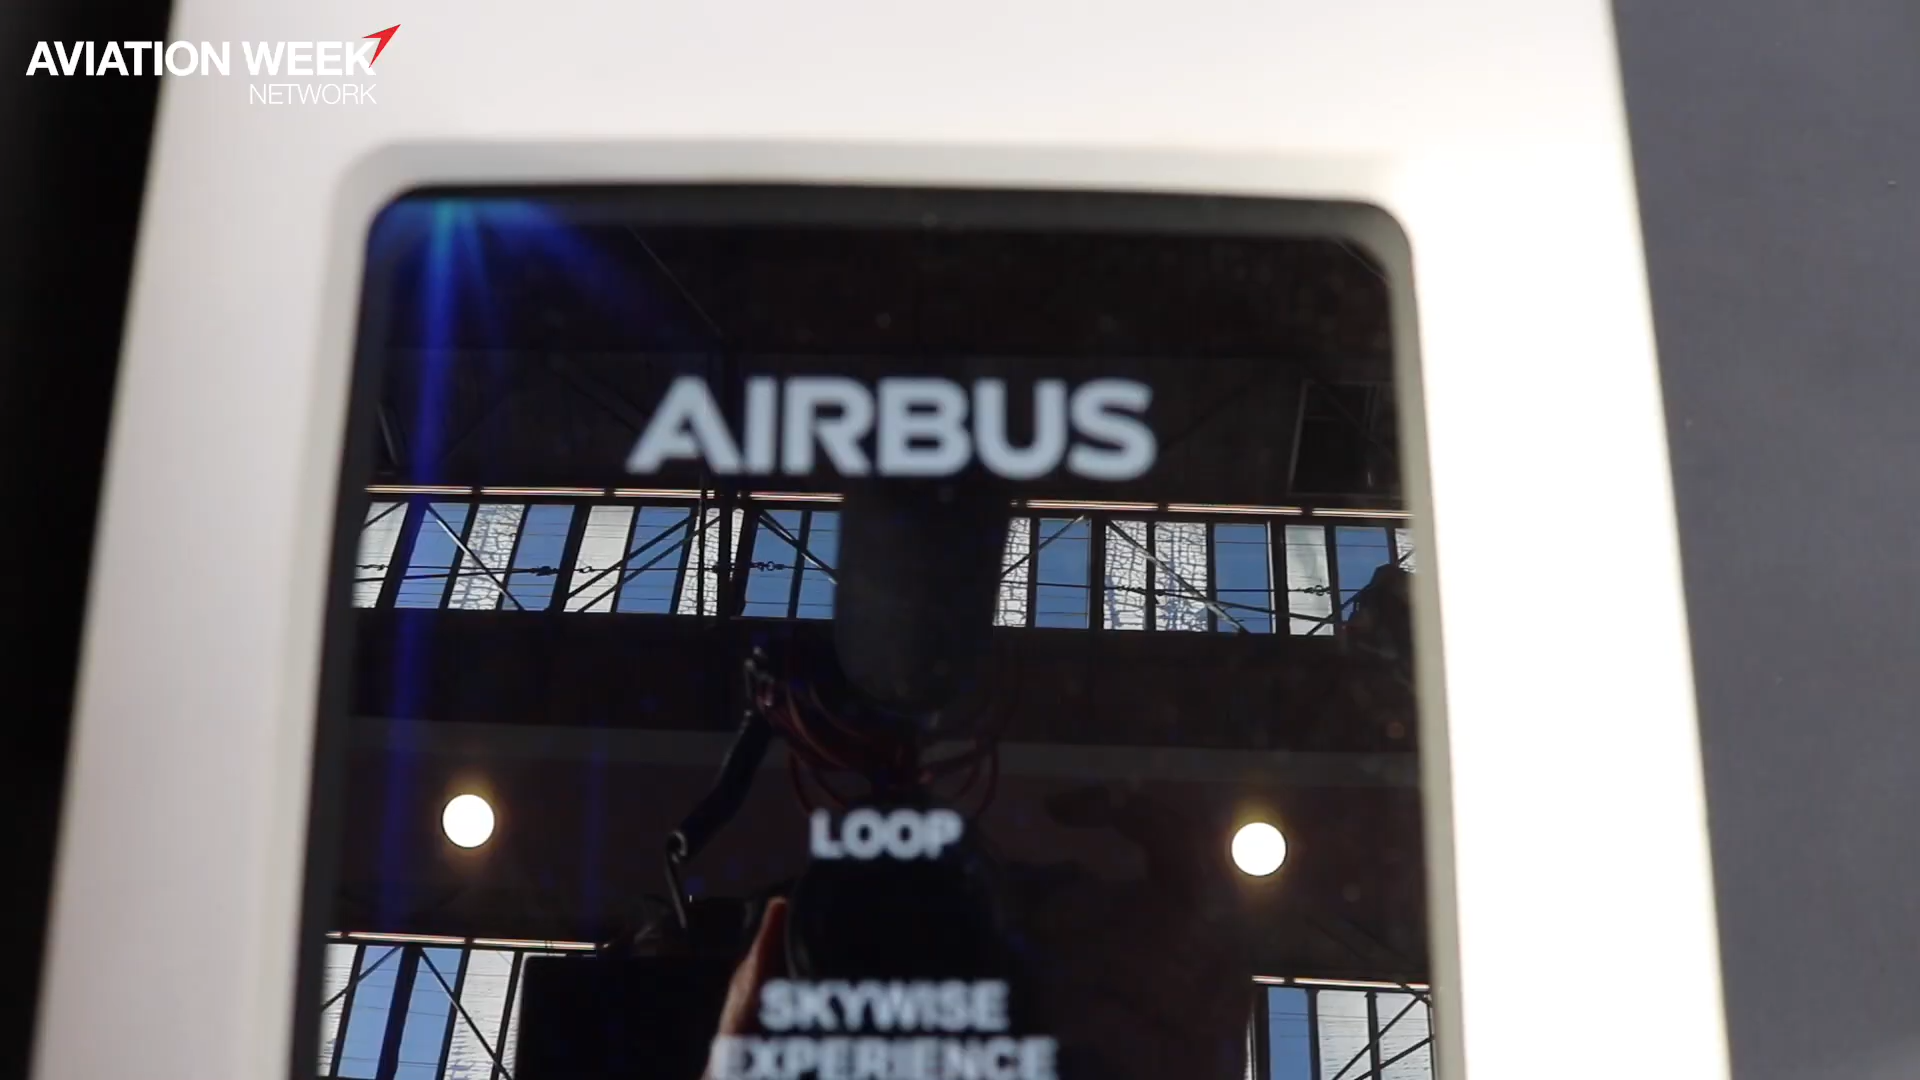 AVIATION WEEK
NETWORK
AIRBUS
LOOP
SKYWISE
EXPERIENCE